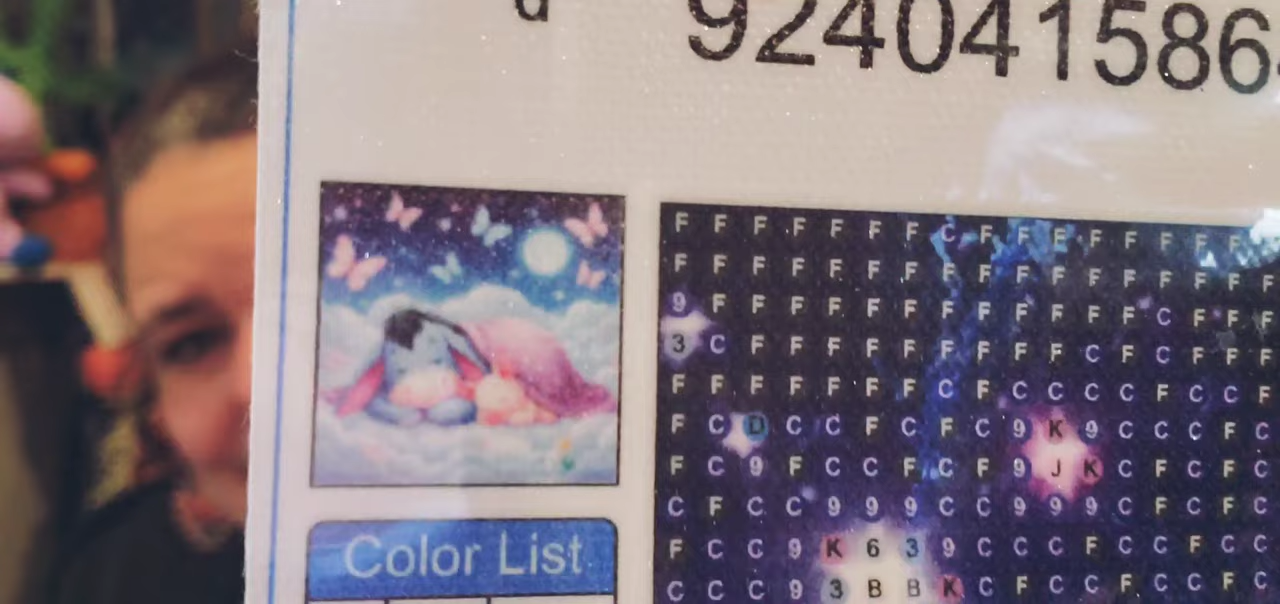 924041586
F F F F F F F C F F E F F F F F
F F F F F F F F F F F F F F F F F
9 F F F F F F F F F F F F C F F F
3 C F F F F F F F F F C F C F F F
F F F F F F F C F C C C C F C C F
F C D C C F C F C 9 K 9 C C C F C
F C 9 F C C F C F 9 J K C F C F C
C F C C 9 9 9 C C 9 9 9 C F C F C
F C C 9 K 6 3 9 C C C F C C F C C
C C C 9 3 B B K C F C C F C C F C
Color List